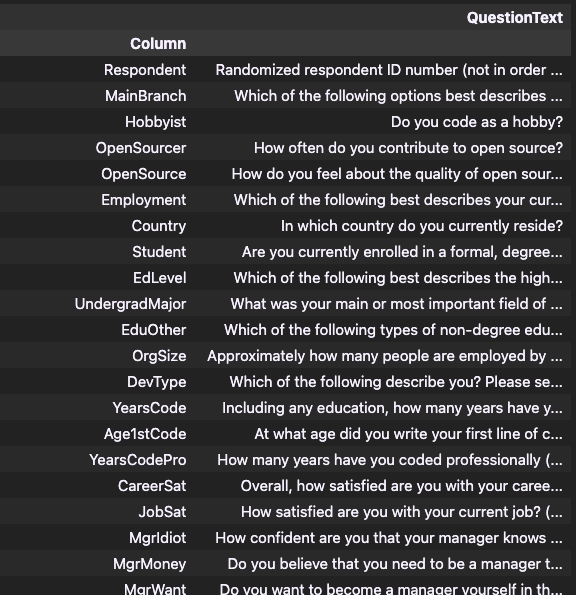 QuestionText
Column
Respondent Randomized respondent ID number (not in order ...
MainBranch Which of the following options best describes ...
Hobbyist Do you code as a hobby?
OpenSourcer How often do you contribute to open source?
OpenSource How do you feel about the quality of open sour...
Employment Which of the following best describes your cur...
Country In which country do you currently reside?
Student Are you currently enrolled in a formal, degree...
EdLevel Which of the following best describes the high...
UndergradMajor What was your main or most important field of ...
EduOther Which of the following types of non-degree edu...
OrgSize Approximately how many people are employed by ...
DevType Which of the following describe you? Please se...
YearsCode Including any education, how many years have y...
Age1stCode At what age did you write your first line of c...
YearsCodePro How many years have you coded professionally (...
CareerSat Overall, how satisfied are you with your caree...
JobSat How satisfied are you with your current job? (...
MgrIdiot How confident are you that your manager knows ...
MgrMoney Do you believe that you need to be a manager t...
MgrWant Do you want to become a manager yourself in th...